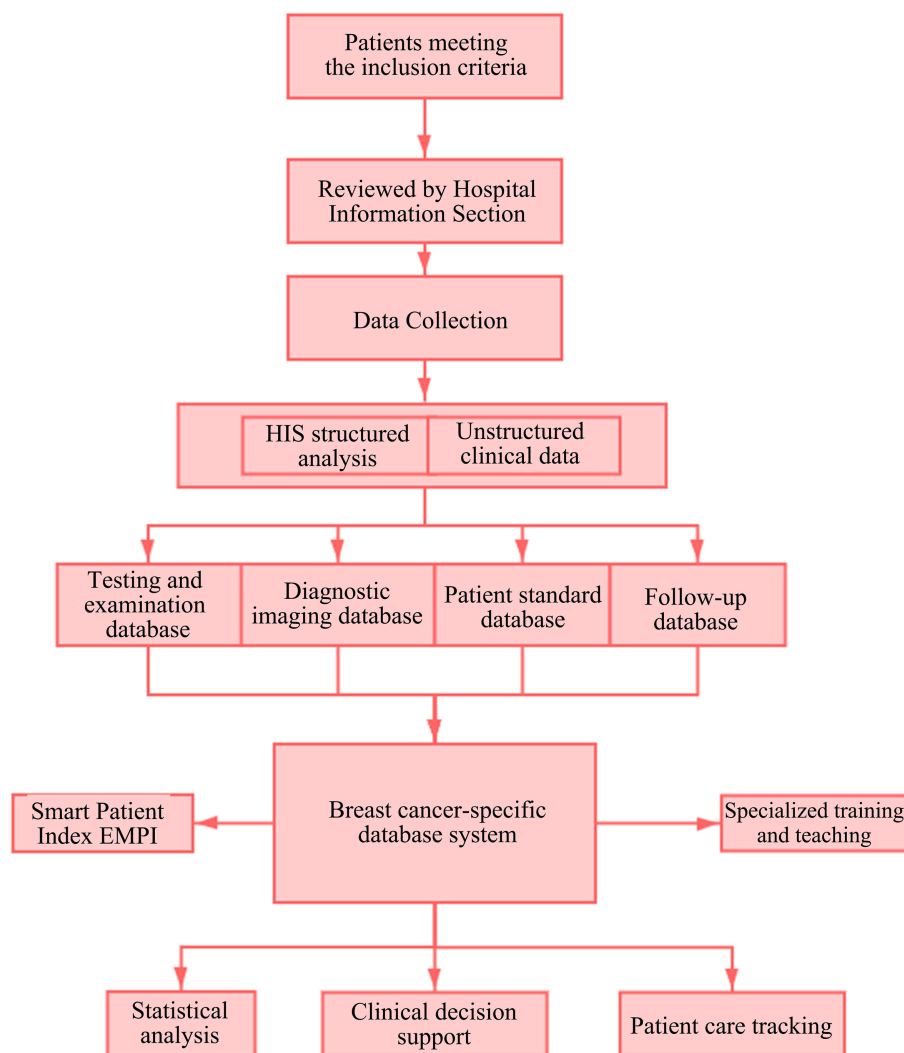 Patients meeting
the inclusion criteria
Reviewed by Hospital
Information Section
Data Collection
HIS structured
analysis
Unstructured
clinical data
Testing and
examination
database
Diagnostic
imaging database
Patient standard
database
Follow-up
database
Smart Patient
Index EMPI
Breast cancer-specific
database system
Specialized training
and teaching
Statistical
analysis
Clinical decision
support
Patient care tracking